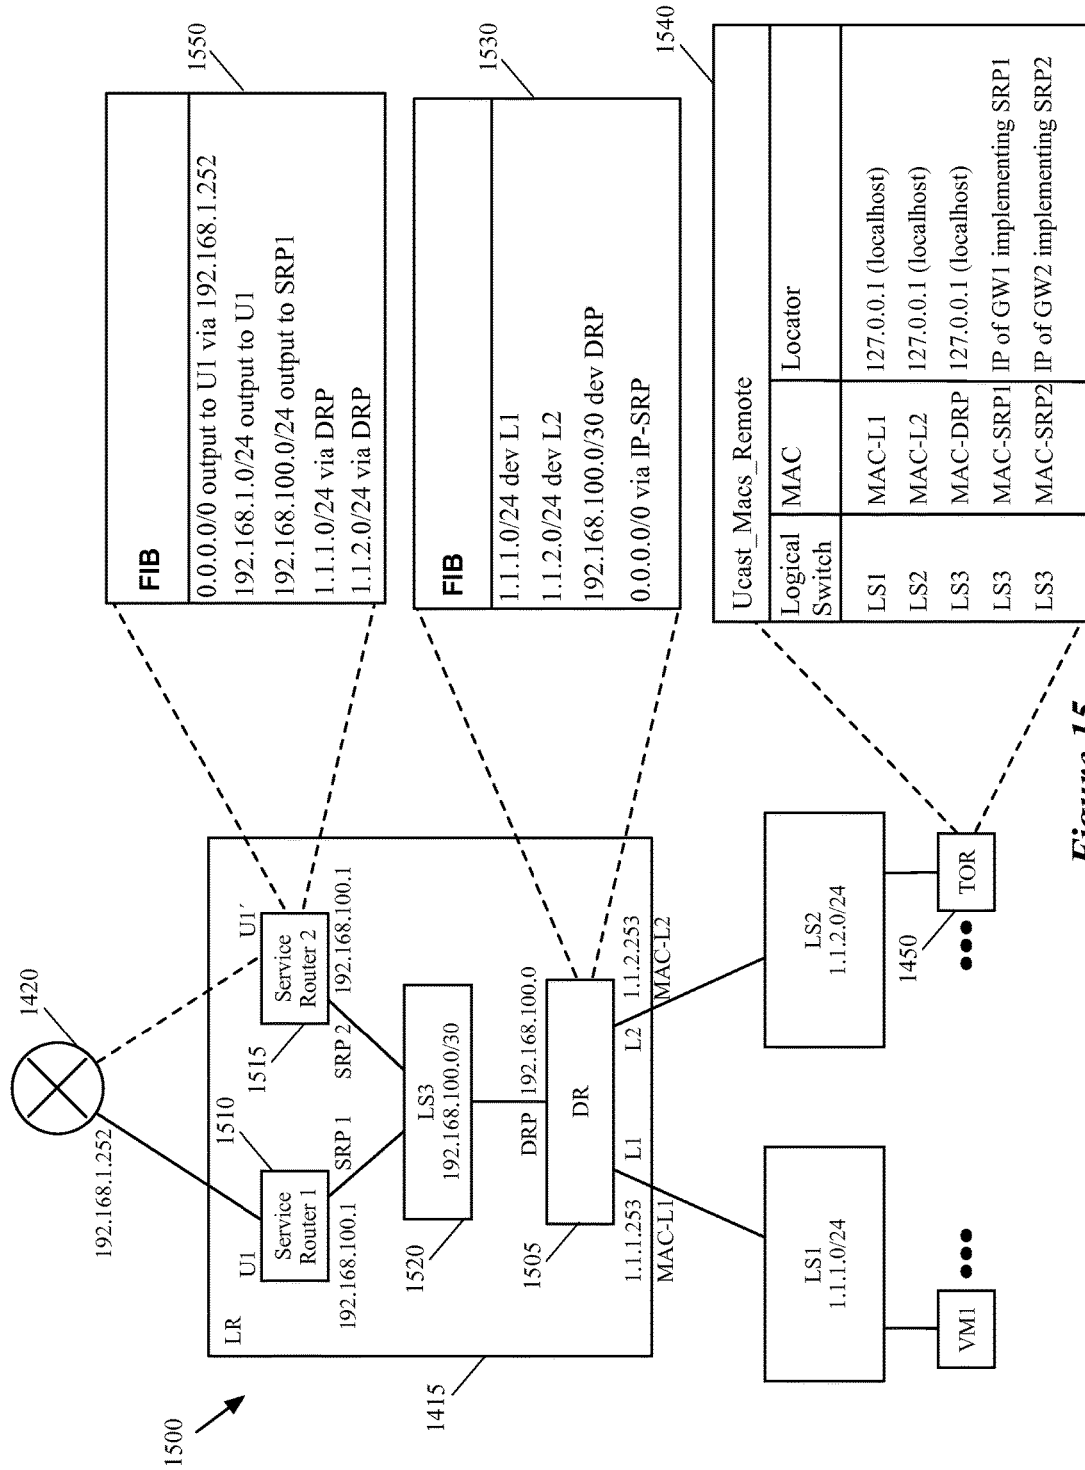 1500
1420
192.168.1.252
LR
1415
U1
1510
Service
Router 1
192.168.100.1
SRP 1
U1´
1515
Service
Router 2
192.168.100.1
SRP 2
1520
LS3
192.168.100.0/30
DRP
192.168.100.0
1505
DR
1.1.1.253
MAC-L1
L1
L2
1.1.2.253
MAC-L2
LS1
1.1.1.0/24
VM1
LS2
1.1.2.0/24
1450
TOR
1550
FIB
0.0.0.0/0 output to U1 via 192.168.1.252
192.168.1.0/24 output to U1
192.168.100.0/24 output to SRP1
1.1.1.0/24 via DRP
1.1.2.0/24 via DRP
1530
FIB
1.1.1.0/24 dev L1
1.1.2.0/24 dev L2
192.168.100.0/30 dev DRP
0.0.0.0/0 via IP-SRP
1540
Ucast_Macs_Remote
Logical Switch MAC Locator
LS1 MAC-L1 127.0.0.1 (localhost)
LS2 MAC-L2 127.0.0.1 (localhost)
LS3 MAC-DRP 127.0.0.1 (localhost)
LS3 MAC-SRP1 IP of GW1 implementing SRP1
LS3 MAC-SRP2 IP of GW2 implementing SRP2
Figure 15